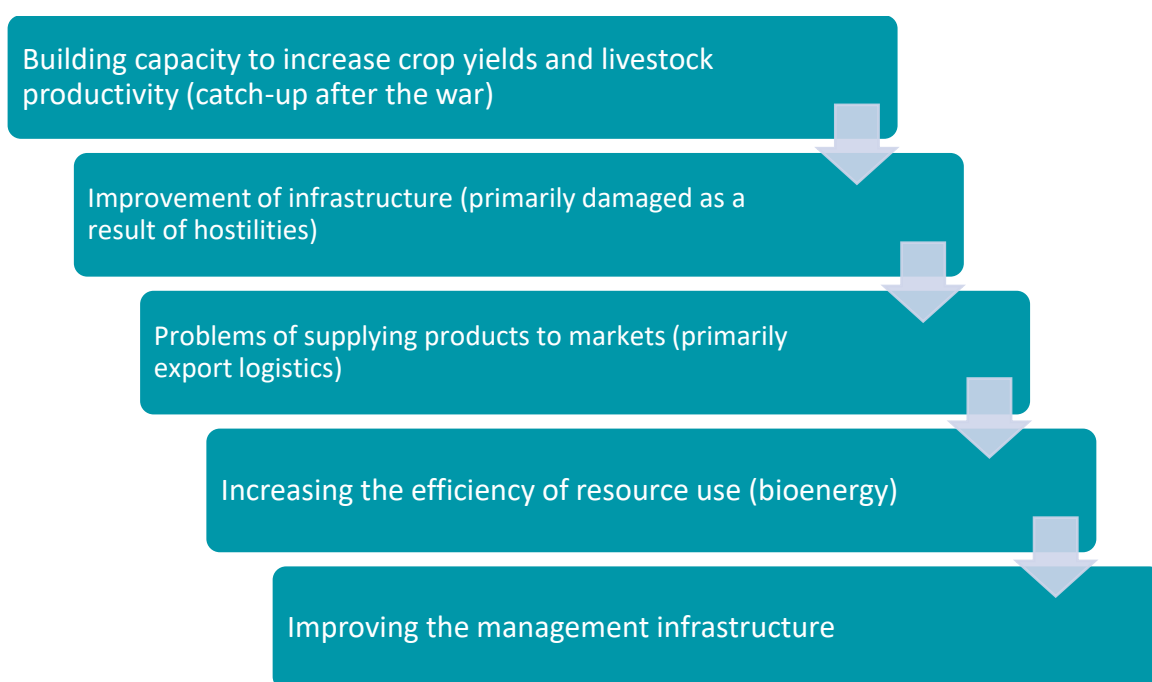 Building capacity to increase crop yields and livestock
productivity (catch-up after the war)
Improvement of infrastructure (primarily damaged as a
result of hostilities)
Problems of supplying products to markets (primarily
export logistics)
Increasing the efficiency of resource use (bioenergy)
Improving the management infrastructure